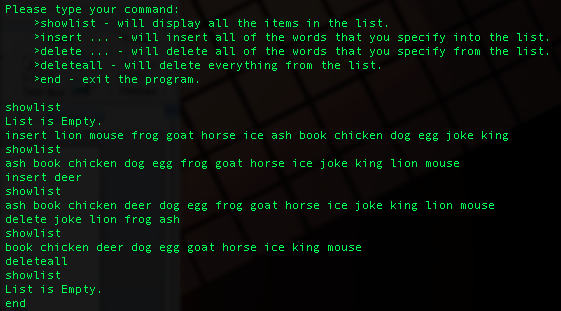 Please type your command:
>showlist - will display all the items in the list.
>insert ... - will insert all of the words that you specify into the list.
>delete ... - will delete all of the words that you specify from the list.
>deleteall - will delete everything from the list.
>end - exit the program.
showlist
List is Empty.
insert lion mouse frog goat horse ice ash book chicken dog egg joke king
showlist
ash book chicken dog egg frog goat horse ice joke king lion mouse
insert deer
showlist
ash book chicken deer dog egg frog goat horse ice joke king lion mouse
delete joke lion frog ash
showlist
book chicken deer dog egg goat horse ice king mouse
deleteall
showlist
List is Empty.
end